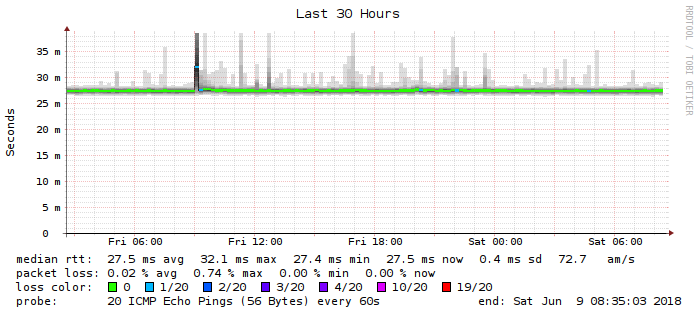 Last 30 Hours
RRDTOOL / TOBI OETIKER
Seconds
35 m
30 m
25 m
20 m
15 m
10 m
5 m
0
Fri 06:00 Fri 12:00 Fri 18:00 Sat 00:00 Sat 06:00
median rtt: 27.5 ms avg 32.1 ms max 27.4 ms min 27.5 ms now 0.4 ms sd 72.7 am/s
packet loss: 0.02 % avg 0.74 % max 0.00 % min 0.00 % now
loss color: 0 1/20 2/20 3/20 4/20 10/20 19/20
probe: 20 ICMP Echo Pings (56 Bytes) every 60s end: Sat Jun 9 08:35:03 2018